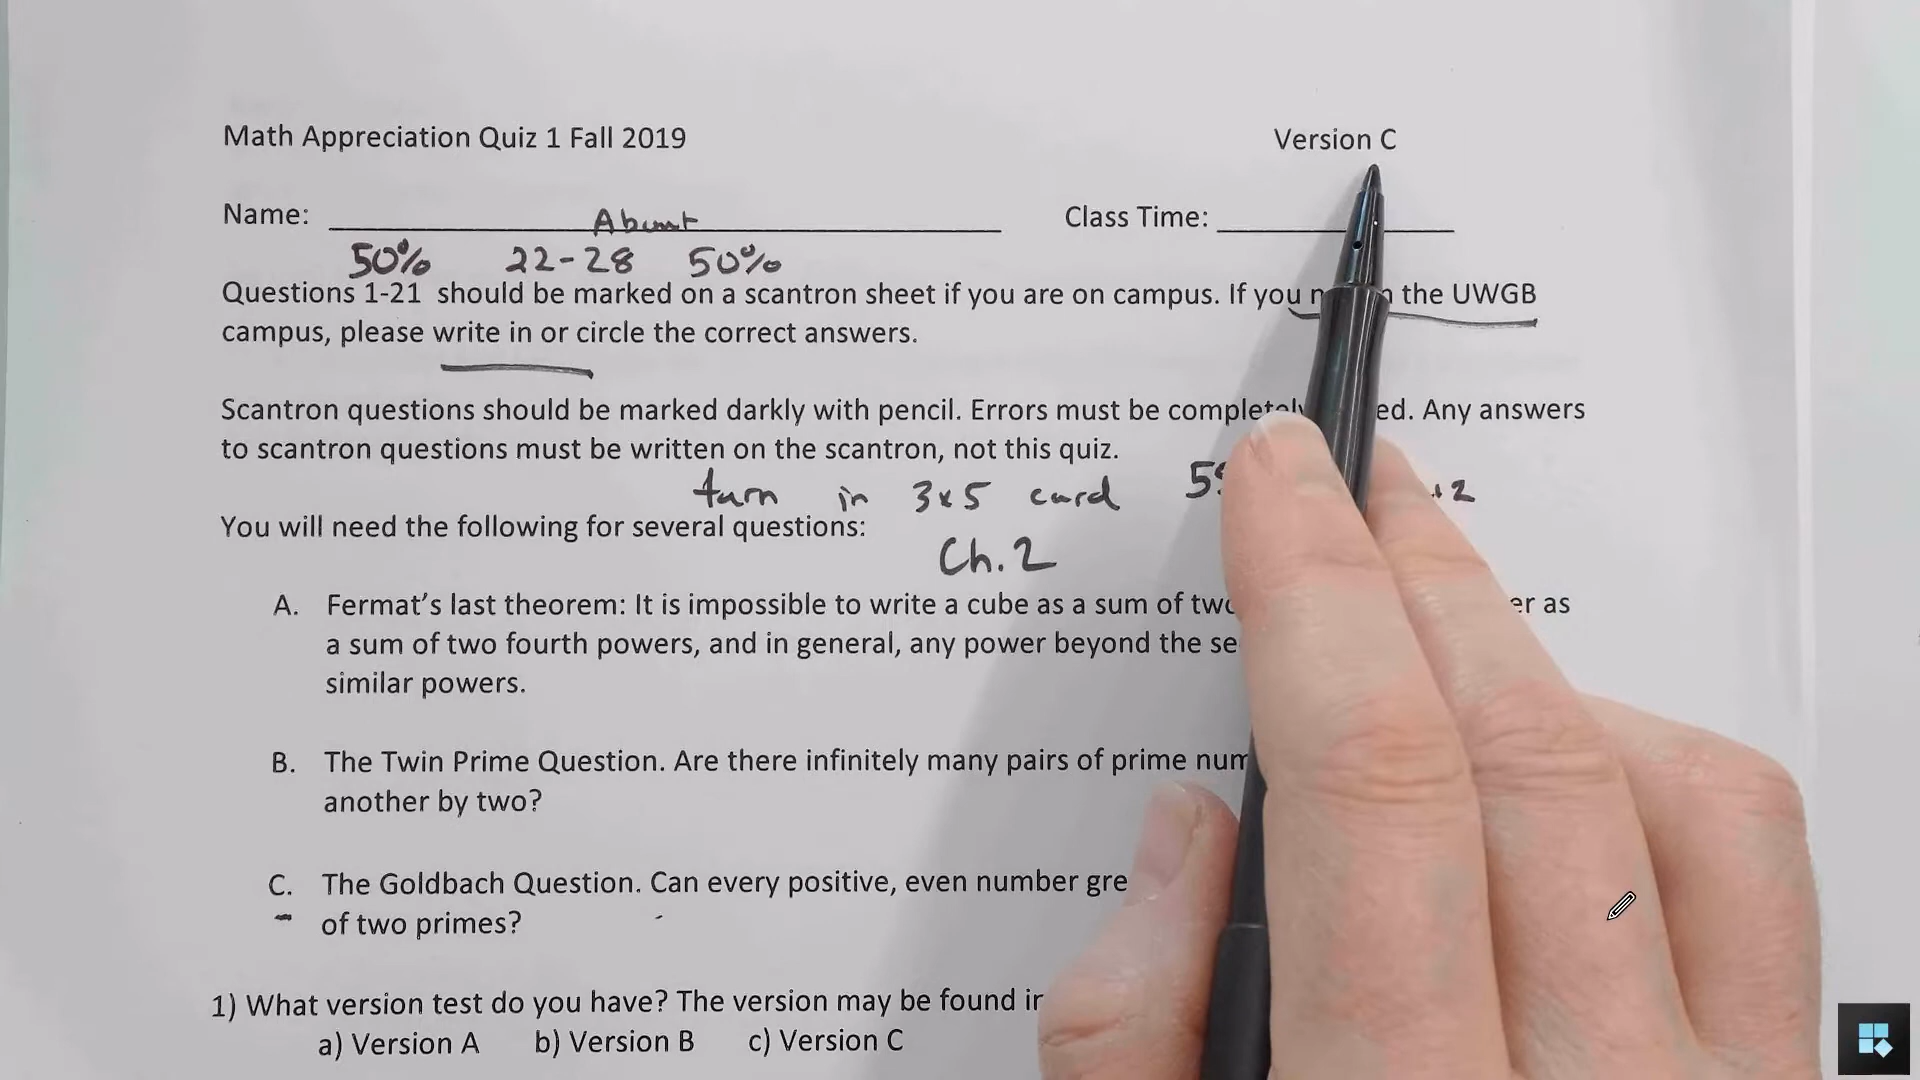 Math Appreciation Quiz 1 Fall 2019 Version C
Name: Class Time:
50% 22-28 50%
Questions 1-21 should be marked on a scantron sheet if you are on campus. If you the UWGB
campus, please write in or circle the correct answers.
Scantron questions should be marked darkly with pencil. Errors must be Any answers
to scantron questions must be written on the scantron, not this quiz.
turn in 3x5 card
You will need the following for several questions:
Ch. 2
A. Fermat's last theorem: It is impossible to write a cube as a sum of as
a sum of two fourth powers, and in general, any power beyond the
similar powers.
B. The Twin Prime Question. Are there infinitely many pairs of prime
another by two?
C. The Goldbach Question. Can every positive, even number
of two primes?
1) What version test do you have? The version may be found
a) Version A b) Version B c) Version C